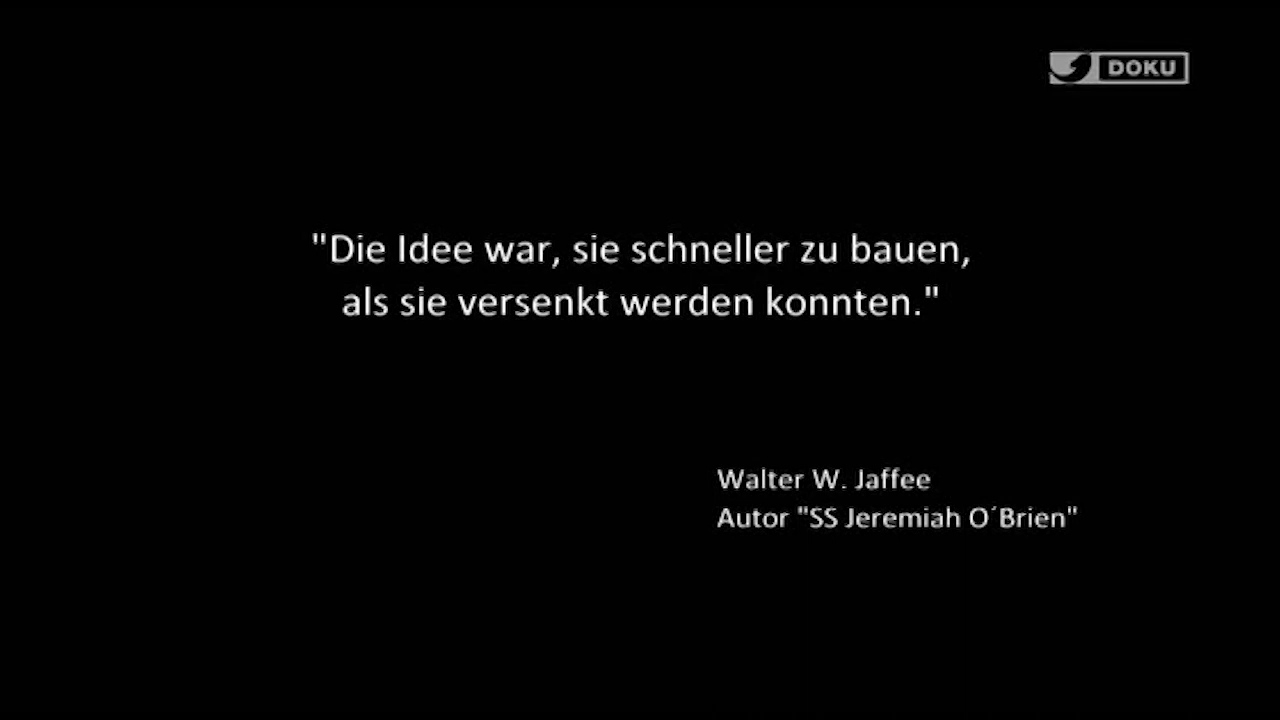 DOKU
"Die Idee war, sie schneller zu bauen,
als sie versenkt werden konnten."
Walter W. Jaffee
Autor "SS Jeremiah O´Brien"